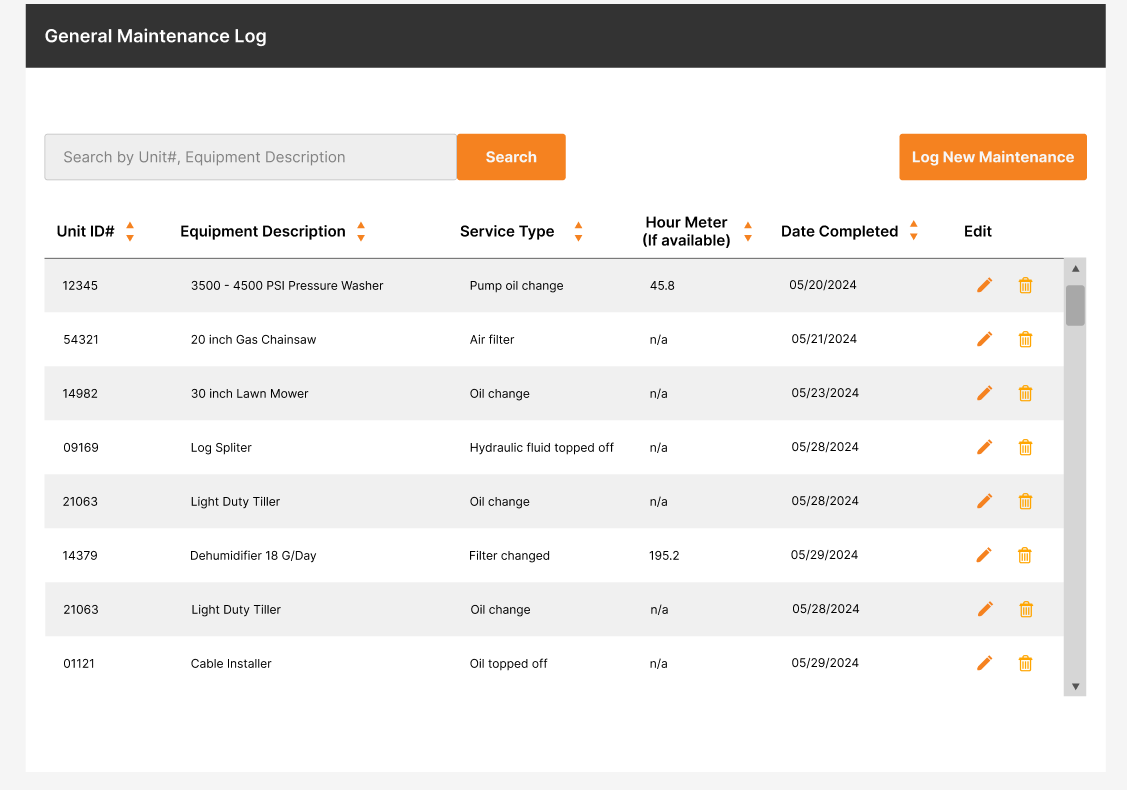 General Maintenance Log
Search by Unit#, Equipment Description
Search
Log New Maintenance
Unit ID# Equipment Description Service Type Hour Meter (If available) Date Completed Edit
12345 3500 - 4500 PSI Pressure Washer Pump oil change 45.8 05/20/2024
54321 20 inch Gas Chainsaw Air filter n/a 05/21/2024
14982 30 inch Lawn Mower Oil change n/a 05/23/2024
09169 Log Spliter Hydraulic fluid topped off n/a 05/28/2024
21063 Light Duty Tiller Oil change n/a 05/28/2024
14379 Dehumidifier 18 G/Day Filter changed 195.2 05/29/2024
21063 Light Duty Tiller Oil change n/a 05/28/2024
01121 Cable Installer Oil topped off n/a 05/29/2024